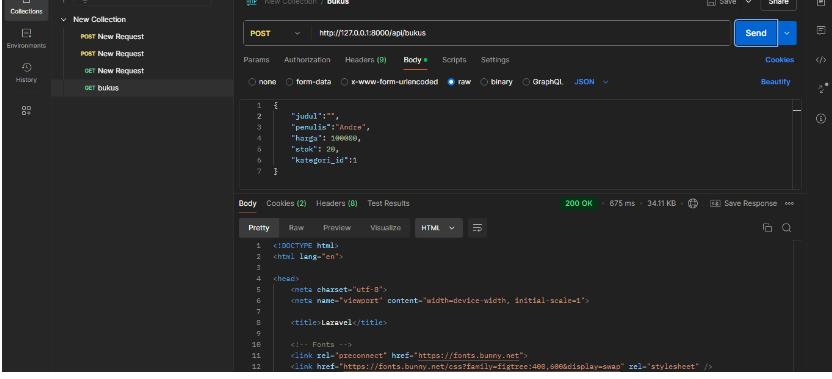 New Collection / bukus
Save
Share
Collections
Environments
History
New Collection
POST New Request
POST New Request
GET New Request
GET bukus
POST
http://127.0.0.1:8000/api/bukus
Send
Params Authorization Headers (9) Body Scripts Settings
Cookies
none form-data x-www-form-urlencoded raw binary GraphQL JSON
Beautify
1 {
2 "judul":"",
3 "penulis":"Andre",
4 "harga": 100000,
5 "stok": 20,
6 "kategori_id":1
7 }
Body Cookies (2) Headers (8) Test Results
200 OK 675 ms 34.11 KB Save Response
Pretty Raw Preview Visualize HTML
1 <!DOCTYPE html>
2 <html lang="en">
3
4 <head>
5 <meta charset="utf-8">
6 <meta name="viewport" content="width=device-width, initial-scale=1">
7
8 <title>Laravel</title>
9
10 <!-- Fonts -->
11 <link rel="preconnect" href="https://fonts.bunny.net">
12 <link href="https://fonts.bunny.net/css?family=figtree:400,600&display=swap" rel="stylesheet" />